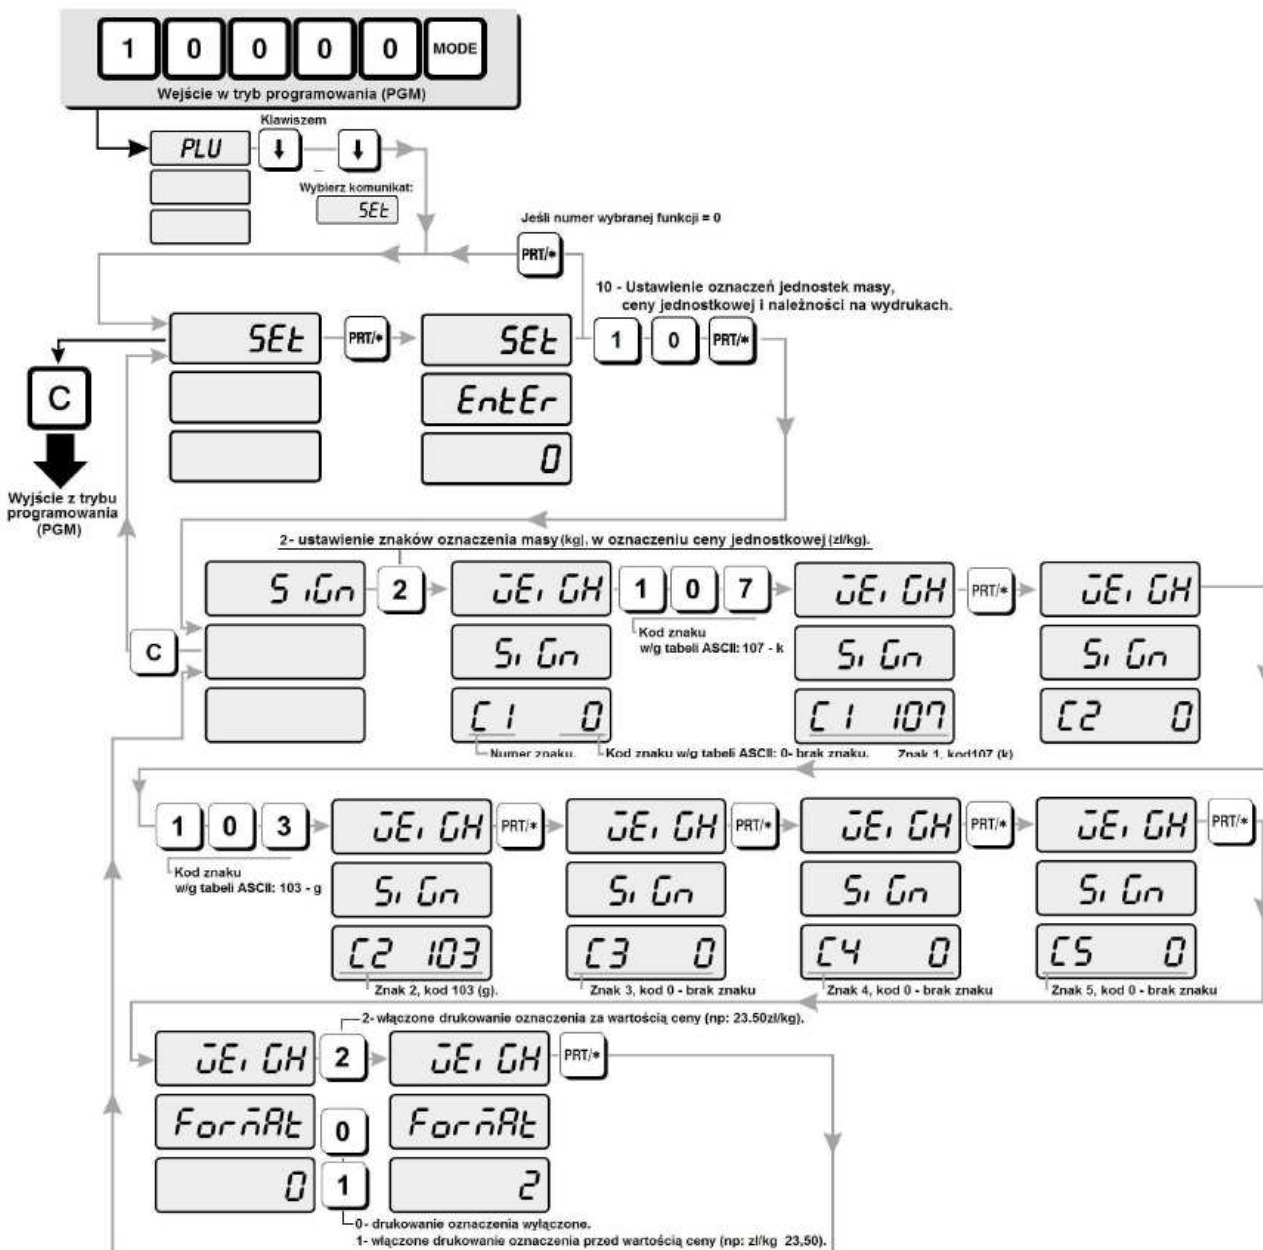 1 0 0 0 0 MODE
Wejście w tryb programowania (PGM)
Klawiszem
PLU
Wybierz komunikat:
SEt
Jeśli numer wybranej funkcji = 0
PRT/*
10 - Ustawienie oznaczeń jednostek masy,
ceny jednostkowej i należności na wydrukach.
SEt PRT/* SEt 1 0 PRT/*
C
EntEr
0
Wyjście z trybu
programowania
(PGM)
2- ustawienie znaków oznaczenia masy(kg), w oznaczeniu ceny jednostkowej(zl/kg).
SiGn 2 WEiGH 1 0 7 WEiGH PRT/* WEiGH
Kod znaku
w/g tabeli ASCII: 107 - k
C SiGn SiGn SiGn
C1 0 C1 107 C2 0
Numer znaku. Kod znaku w/g tabeli ASCII: 0- brak znaku. Znak 1, kod107 (k)
1 0 3 WEiGH PRT/* WEiGH PRT/* WEiGH PRT/* WEiGH PRT/*
Kod znaku
w/g tabeli ASCII: 103 - g
SiGn SiGn SiGn SiGn
C2 103 C3 0 C4 0 C5 0
Znak 2, kod 103 (g). Znak 3, kod 0 - brak znaku Znak 4, kod 0 - brak znaku Znak 5, kod 0 - brak znaku
2- włączone drukowanie oznaczenia za wartością ceny (np: 23.50zl/kg).
WEiGH 2 WEiGH PRT/*
ForMAt 0 ForMAt
0 1 2
0- drukowanie oznaczenia wyłączone.
1- włączone drukowanie oznaczenia przed wartością ceny (np: zl/kg 23,50).